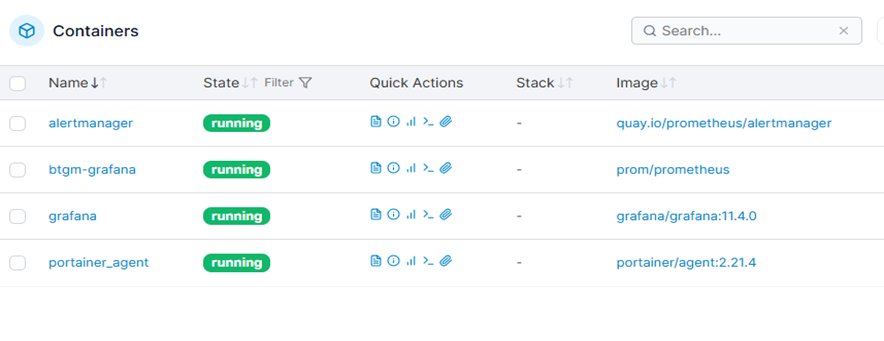 Containers
Search...
Name State Filter Quick Actions Stack Image
alertmanager running - quay.io/prometheus/alertmanager
btgm-grafana running - prom/prometheus
grafana running - grafana/grafana:11.4.0
portainer_agent running - portainer/agent:2.21.4